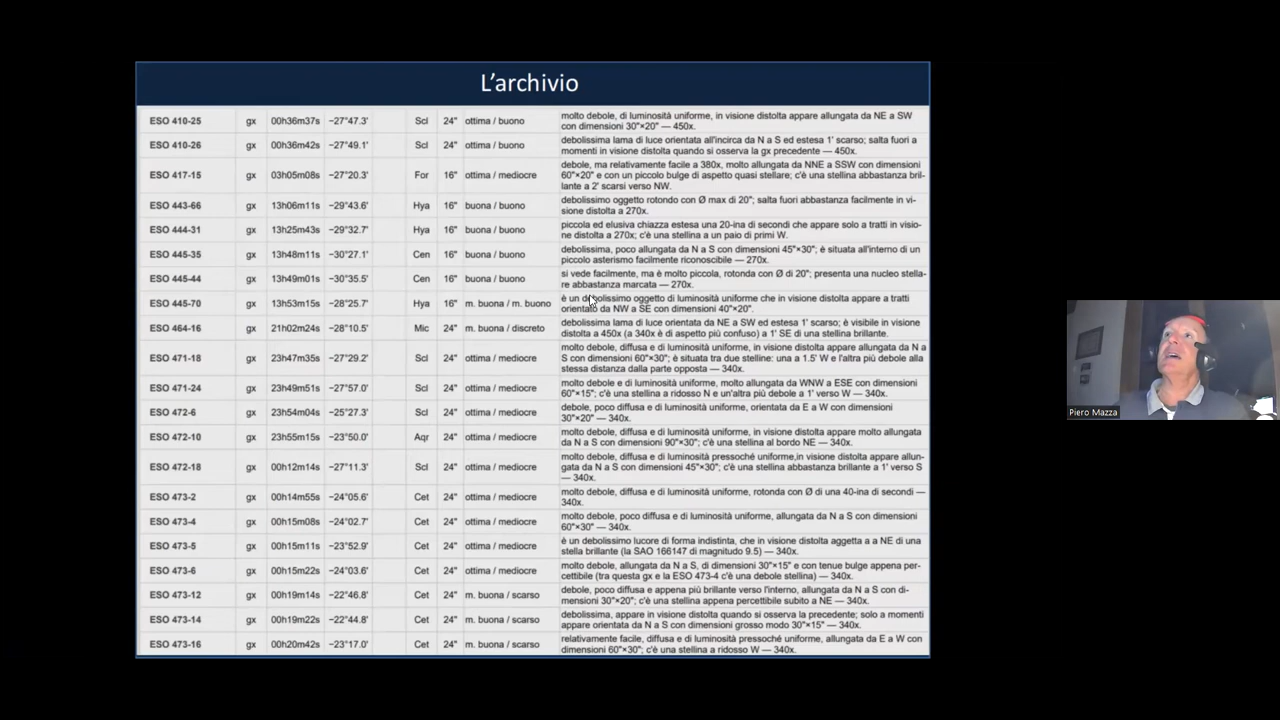 L'archivio
ESO 410-25 gx 00h36m37s −27°47.3' Scl 24" ottima / buono molto debole, di luminosità uniforme, in visione distolta appare allungata da NE a SW
con dimensioni 30"×20" — 450x.
ESO 410-26 gx 00h36m42s −27°49.1' Scl 24" ottima / buono debolissima lama di luce orientata all'incirca da N a S ed estesa 1' scarso; salta fuori a
momenti in visione distolta quando si osserva la gx precedente — 450x.
ESO 417-15 gx 03h05m08s −27°20.3' For 16" ottima / mediocre debole, ma relativamente facile a 380x, molto allungata da NNE a SSW con dimensioni
60"×20" e con un piccolo bulge di aspetto quasi stellare; c'è una stellina abbastanza bril-
lante a 2' scarsi verso NW.
ESO 443-66 gx 13h06m11s −29°43.6' Hya 16" buona / buono debolissimo oggetto rotondo con Ø max di 20"; salta fuori abbastanza facilmente in vi-
sione distolta a 270x.
ESO 444-31 gx 13h25m43s −29°32.7' Hya 16" buona / buono piccola ed elusiva chiazza estesa una 20-ina di secondi che appare solo a tratti in visio-
ne distolta a 270x; c'è una stellina a un paio di primi W.
ESO 445-35 gx 13h48m11s −30°27.1' Cen 16" buona / buono debolissima, poco allungata da N a S con dimensioni 45"×30"; è situata all'interno di un
piccolo asterismo facilmente riconoscibile — 270x.
ESO 445-44 gx 13h49m01s −30°35.5' Cen 16" buona / buono si vede facilmente, ma è molto piccola, rotonda con Ø di 20"; presenta una nucleo stella-
re abbastanza marcata — 270x.
ESO 445-70 gx 13h53m15s −28°25.7' Hya 16" m. buona / m. buono è un debolissimo oggetto di luminosità uniforme che in visione distolta appare a tratti
orientato da NW a SE con dimensioni 40"×20".
ESO 464-16 gx 21h02m24s −28°10.5' Mic 24" m. buona / discreto debolissima lama di luce orientata da NE a SW ed estesa 1' scarso; è visibile in visione
distolta a 450x (a 340x è di aspetto più confuso) a 1' SE di una stellina brillante.
ESO 471-18 gx 23h47m35s −27°29.2' Scl 24" ottima / mediocre molto debole, diffusa e di luminosità uniforme, in visione distolta appare allungata da N a
S con dimensioni 60"×30"; è situata tra due stelline: una a 1.5' W e l'altra più debole alla
stessa distanza dalla parte opposta — 340x.
ESO 471-24 gx 23h49m51s −27°57.0' Scl 24" ottima / mediocre molto debole e di luminosità uniforme, molto allungata da WNW a ESE con dimensioni
60"×15"; c'è una stellina a ridosso N e un'altra più debole a 1' verso W — 340x.
ESO 472-6 gx 23h54m04s −25°27.3' Scl 24" ottima / mediocre debole, poco diffusa e di luminosità uniforme, orientata da E a W con dimensioni
30"×20" — 340x.
ESO 472-10 gx 23h55m15s −23°50.0' Aqr 24" ottima / mediocre molto debole, diffusa e di luminosità uniforme, in visione distolta appare molto allungata
da N a S con dimensioni 90"×30"; c'è una stellina al bordo NE — 340x.
ESO 472-18 gx 00h12m14s −27°11.3' Scl 24" ottima / mediocre molto debole, diffusa e di luminosità pressoché uniforme,in visione distolta appare allun-
gata da N a S con dimensioni 45"×30"; c'è una stellina abbastanza brillante a 1' verso S
— 340x.
ESO 473-2 gx 00h14m55s −24°05.6' Cet 24" ottima / mediocre molto debole, diffusa e di luminosità uniforme, rotonda con Ø di una 40-ina di secondi —
340x.
ESO 473-4 gx 00h15m08s −24°02.7' Cet 24" ottima / mediocre molto debole, poco diffusa e di luminosità uniforme, allungata da N a S con dimensioni
60"×30" — 340x.
ESO 473-5 gx 00h15m11s −23°52.9' Cet 24" ottima / mediocre è un debolissimo lucore di forma indistinta, che in visione distolta aggetta a a NE di una
stella brillante (la SAO 166147 di magnitudo 9.5) — 340x.
ESO 473-6 gx 00h15m22s −24°03.6' Cet 24" ottima / mediocre molto debole, allungata da N a S, di dimensioni 30"×15" e con tenue bulge appena per-
cettibile (tra questa gx e la ESO 473-4 c'è una debole stellina) — 340x.
ESO 473-12 gx 00h19m14s −22°46.8' Cet 24" m. buona / scarso debole, poco diffusa e appena più brillante verso l'interno, allungata da N a S con di-
mensioni 30"×20"; c'è una stellina appena percettibile subito a NE — 340x.
ESO 473-14 gx 00h19m22s −22°44.8' Cet 24" m. buona / scarso debolissima, appare in visione distolta quando si osserva la precedente; solo a momenti
appare orientata da N a S con dimensioni grosso modo 30"×15" — 340x.
ESO 473-16 gx 00h20m42s −23°17.0' Cet 24" m. buona / scarso relativamente facile, diffusa e di luminosità pressoché uniforme, allungata da E a W con
dimensioni 60"×30"; c'è una stellina a ridosso W — 340x.
Piero Mazza